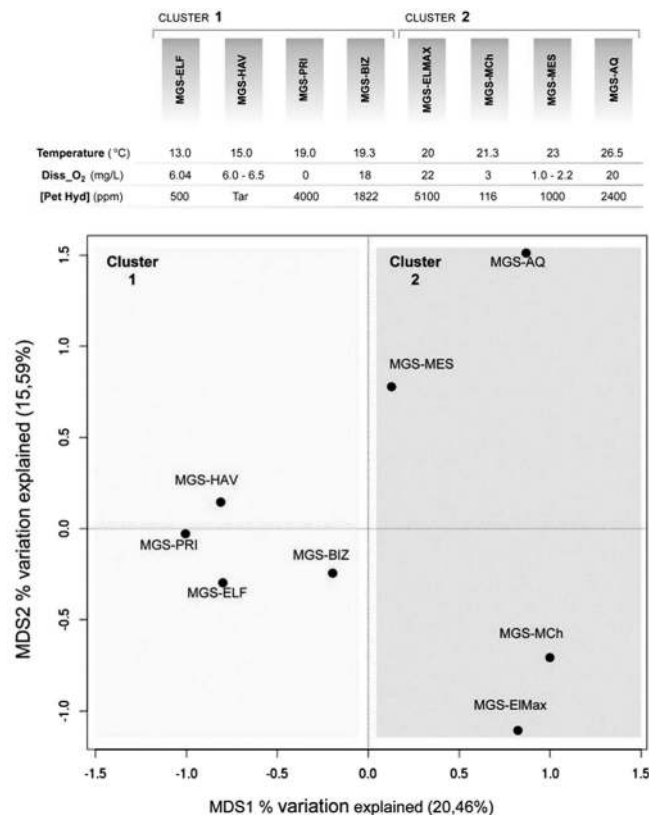 CLUSTER 1 CLUSTER 2
MGS-ELF MGS-HAV MGS-PRI MGS-BIZ MGS-ELMAX MGS-MCh MGS-MES MGS-AQ
Temperature (°C) 13.0 15.0 19.0 19.3 20 21.3 23 26.5
Diss_O₂ (mg/L) 6.04 6.0 - 6.5 0 18 22 3 1.0 - 2.2 20
[Pet Hyd] (ppm) 500 Tar 4000 1822 5100 116 1000 2400
Cluster 1
Cluster 2
MGS-AQ
MGS-MES
MGS-HAV
MGS-PRI
MGS-BIZ
MGS-ELF
MGS-MCh
MGS-ElMax
1.5
1.0
0.5
0.0
-0.5
-1.0
MDS2 % variation explained (15,59%)
-1.5 -1.0 -0.5 0.0 0.5 1.0 1.5
MDS1 % variation explained (20,46%)